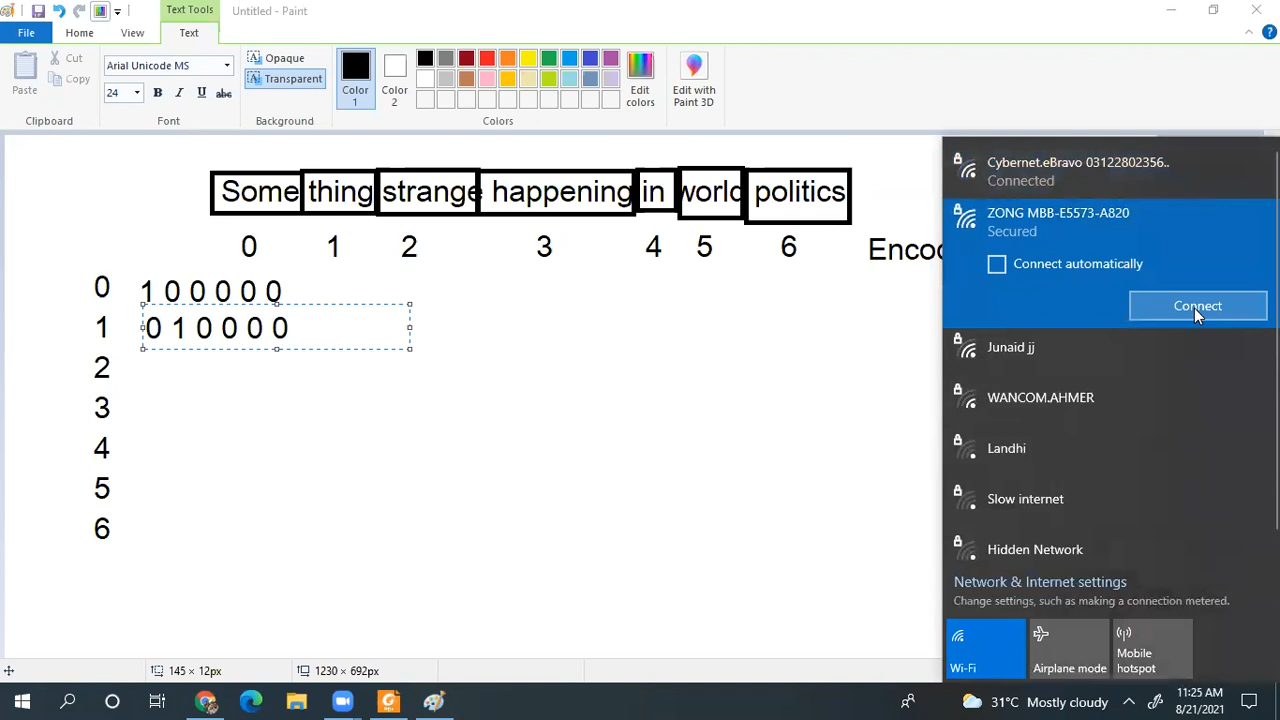 Text Tools
Untitled - Paint
File
Home
View
Text
Paste
Cut
Copy
Clipboard
Arial Unicode MS
24
B I U abc
Font
Opaque
Transparent
Background
Color 1
Color 2
Edit colors
Edit with Paint 3D
Colors
Some thing strange happening in world politics
0 1 2 3 4 5 6 Encod
0 1 0 0 0 0 0
1 0 1 0 0 0 0
2
3
4
5
6
Cybernet.eBravo 03122802356..
Connected
ZONG MBB-E5573-A820
Secured
Connect automatically
Connect
Junaid jj
WANCOM.AHMER
Landhi
Slow internet
Hidden Network
Network & Internet settings
Change settings, such as making a connection metered.
Wi-Fi
Airplane mode
Mobile hotspot
145 × 12px
1230 × 692px
31°C Mostly cloudy
11:25 AM
8/21/2021